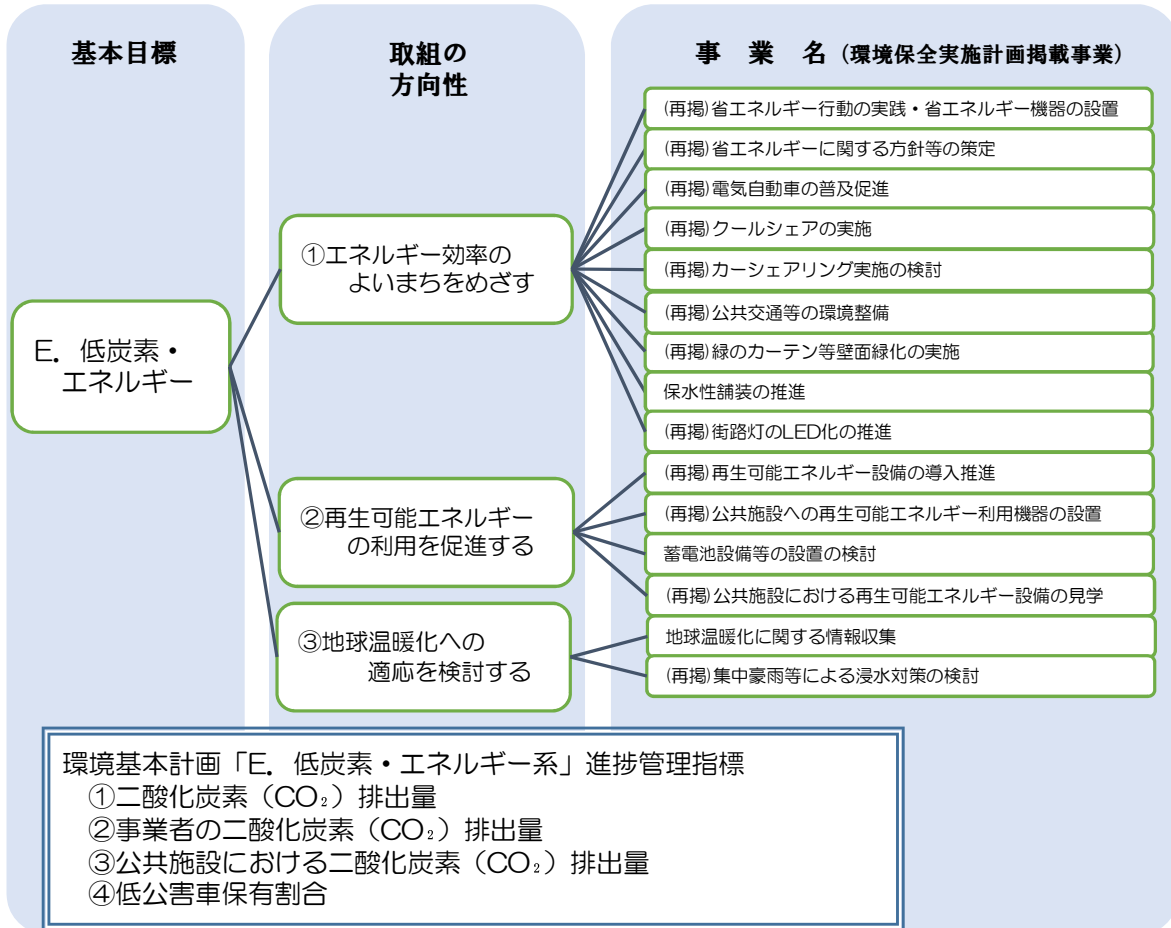 基本目標
取組の
方向性
事 業 名 (環境保全実施計画掲載事業)
E. 低炭素・
エネルギー
①エネルギー効率の
よいまちをめざす
(再掲)省エネルギー行動の実践・省エネルギー機器の設置
(再掲)省エネルギーに関する方針等の策定
(再掲)電気自動車の普及促進
(再掲)クールシェアの実施
(再掲)カーシェアリング実施の検討
(再掲)公共交通等の環境整備
(再掲)緑のカーテン等壁面緑化の実施
保水性舗装の推進
(再掲)街路灯のLED化の推進
②再生可能エネルギー
の利用を促進する
(再掲)再生可能エネルギー設備の導入推進
(再掲)公共施設への再生可能エネルギー利用機器の設置
蓄電池設備等の設置の検討
(再掲)公共施設における再生可能エネルギー設備の見学
③地球温暖化への
適応を検討する
地球温暖化に関する情報収集
(再掲)集中豪雨等による浸水対策の検討
環境基本計画「E. 低炭素・エネルギー系」進捗管理指標
①二酸化炭素（CO₂）排出量
②事業者の二酸化炭素（CO₂）排出量
③公共施設における二酸化炭素（CO₂）排出量
④低公害車保有割合